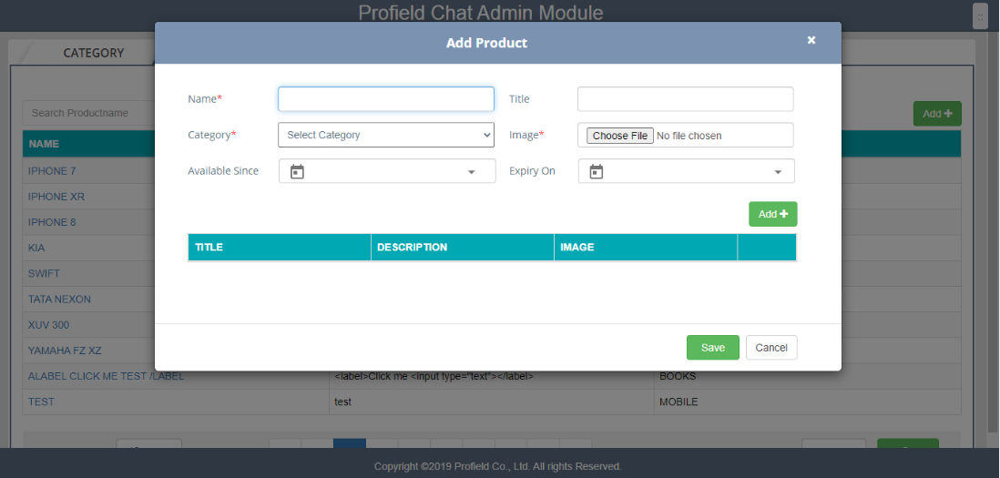 Profield Chat Admin Module
Add Product
×
CATEGORY
Name*
Title
Search Productname
Add +
Category*
Select Category
Image*
Choose File No file chosen
NAME
Available Since
Expiry On
IPHONE 7
IPHONE XR
Add +
IPHONE 8
TITLE DESCRIPTION IMAGE
KIA
SWIFT
TATA NEXON
XUV 300
YAMAHA FZ XZ
Save Cancel
ALABEL CLICK ME TEST /LABEL <label>Click me <input type="text"></label> BOOKS
TEST test MOBILE
Copyright ©2019 Profield Co., Ltd. All rights Reserved.